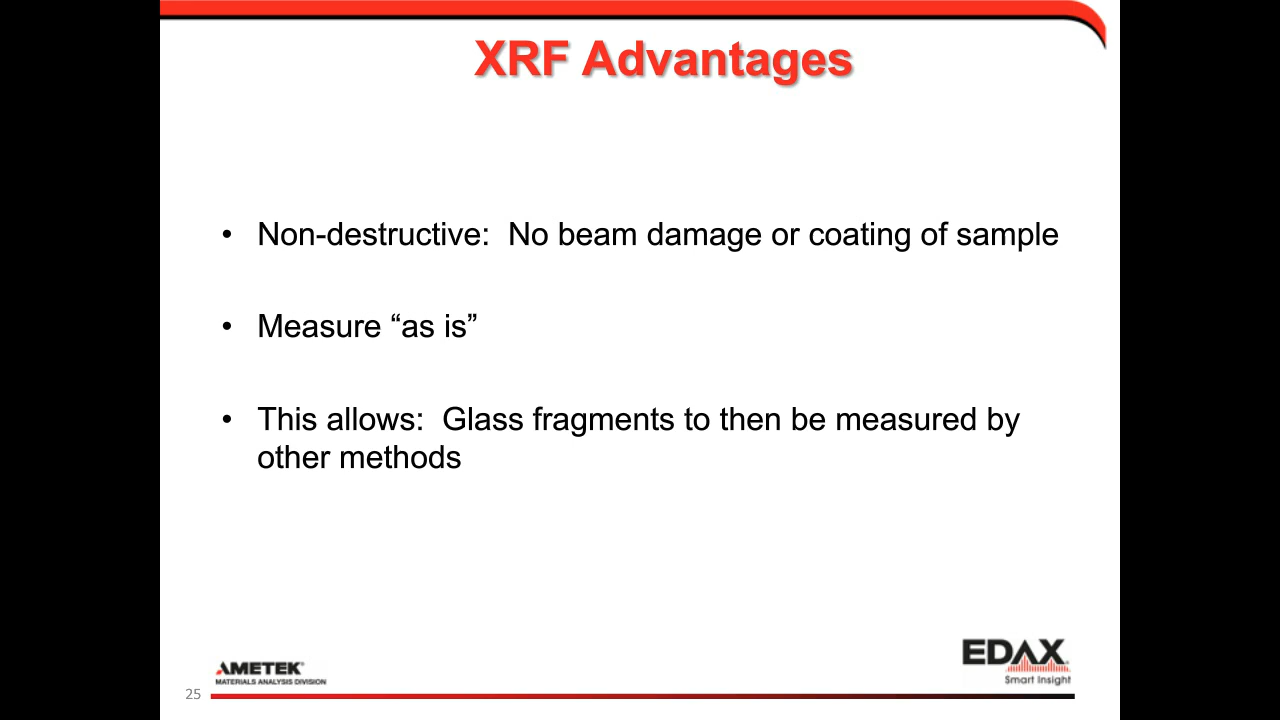 XRF Advantages
• Non-destructive:  No beam damage or coating of sample
• Measure “as is”
• This allows:  Glass fragments to then be measured by
other methods
AMETEK®
MATERIALS ANALYSIS DIVISION
EDAX
Smart Insight
25